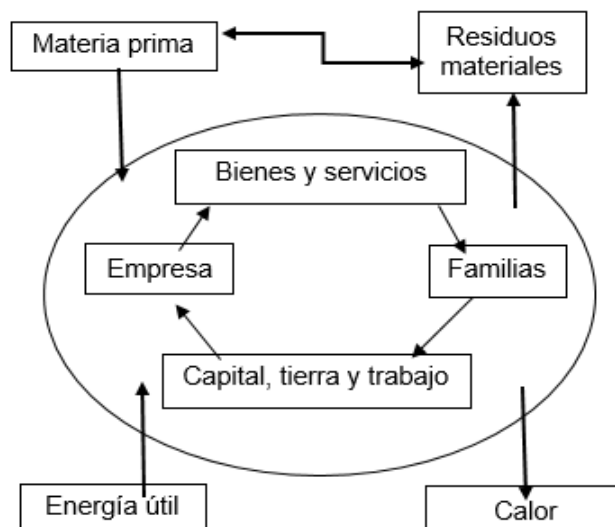 Materia prima
Residuos
materiales
Bienes y servicios
Empresa
Familias
Capital, tierra y trabajo
Energía útil
Calor